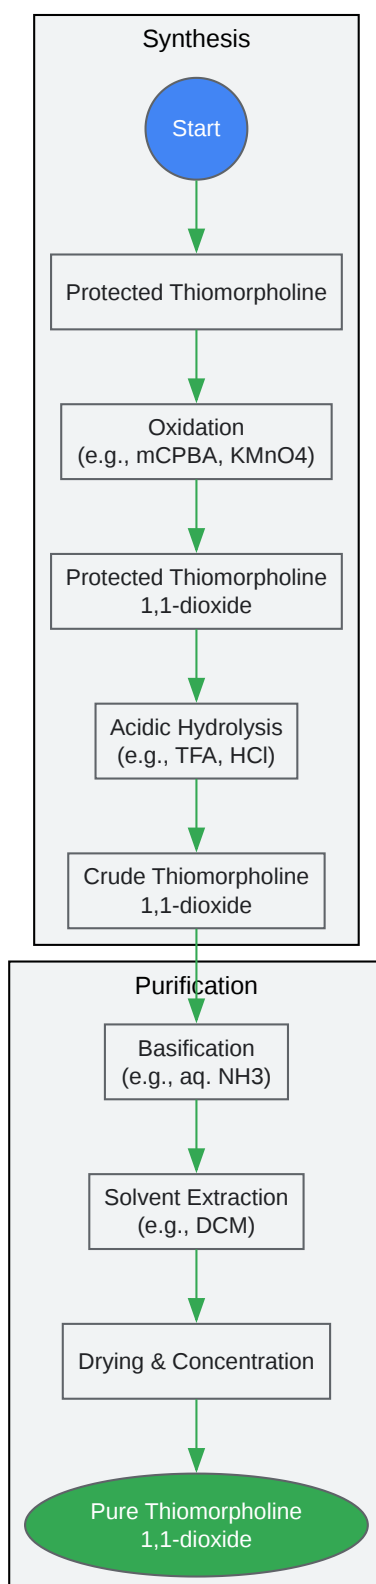 Synthesis
Start
Protected Thiomorpholine
Oxidation
(e.g., mCPBA, KMnO4)
Protected Thiomorpholine
1,1-dioxide
Acidic Hydrolysis
(e.g., TFA, HCl)
Crude Thiomorpholine
1,1-dioxide
Purification
Basification
(e.g., aq. NH3)
Solvent Extraction
(e.g., DCM)
Drying & Concentration
Pure Thiomorpholine
1,1-dioxide